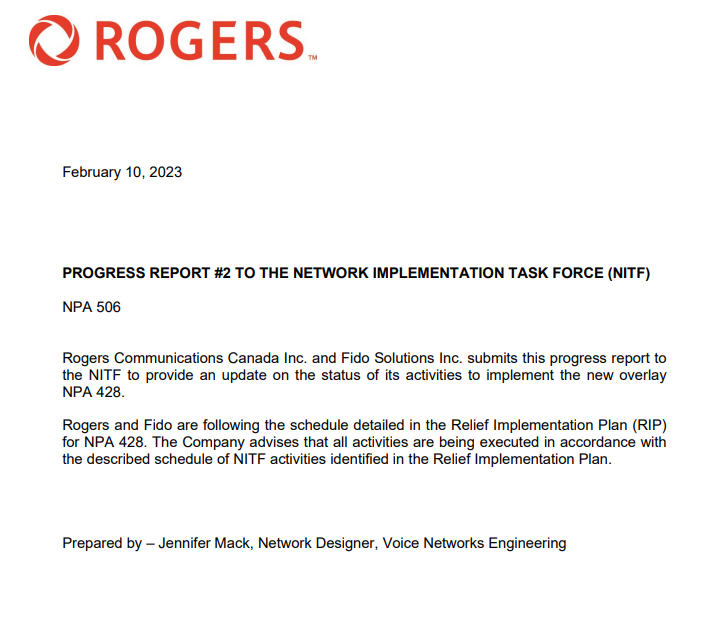 ROGERS™
February 10, 2023
PROGRESS REPORT #2 TO THE NETWORK IMPLEMENTATION TASK FORCE (NITF)
NPA 506
Rogers Communications Canada Inc. and Fido Solutions Inc. submits this progress report to
the NITF to provide an update on the status of its activities to implement the new overlay
NPA 428.
Rogers and Fido are following the schedule detailed in the Relief Implementation Plan (RIP)
for NPA 428. The Company advises that all activities are being executed in accordance with
the described schedule of NITF activities identified in the Relief Implementation Plan.
Prepared by – Jennifer Mack, Network Designer, Voice Networks Engineering